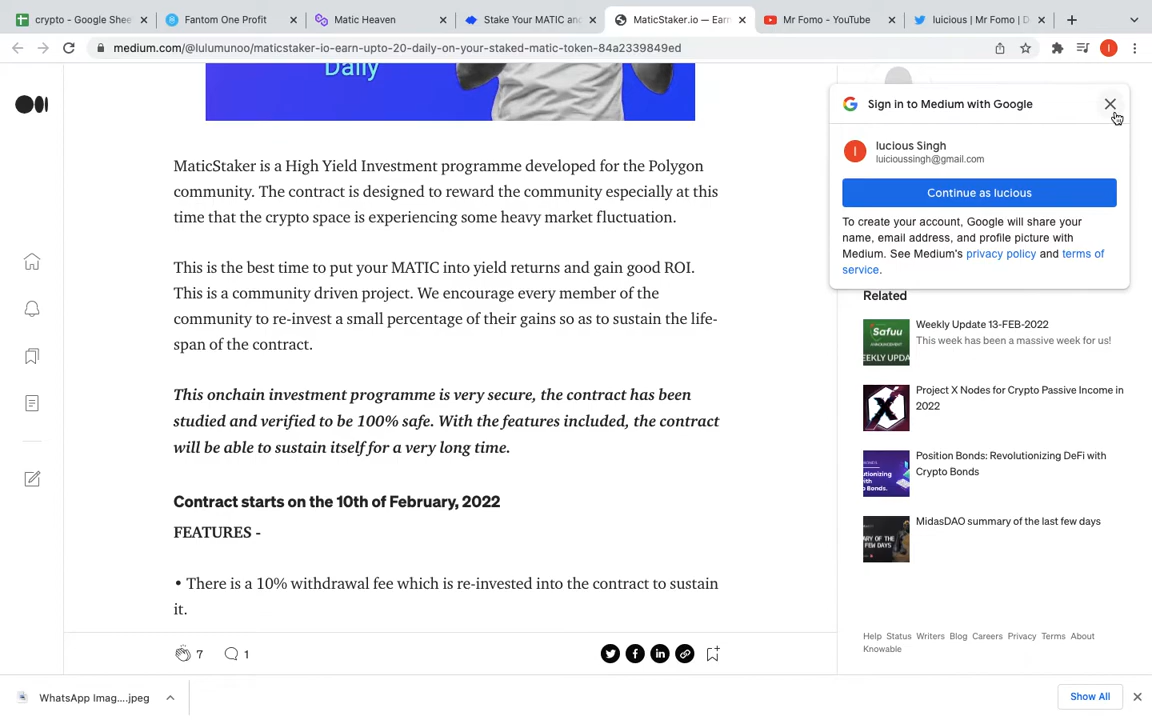 crypto - Google Shee
Fantom One Profit
Matic Heaven
Stake Your MATIC an
MaticStaker.io — Earn
Mr Fomo - YouTube
luicious | Mr Fomo | D
medium.com/@lulumunoo/maticstaker-io-earn-upto-20-daily-on-your-staked-matic-token-84a2339849ed
Daily
MaticStaker is a High Yield Investment programme developed for the Polygon
community. The contract is designed to reward the community especially at this
time that the crypto space is experiencing some heavy market fluctuation.
This is the best time to put your MATIC into yield returns and gain good ROI.
This is a community driven project. We encourage every member of the
community to re-invest a small percentage of their gains so as to sustain the life-
span of the contract.
This onchain investment programme is very secure, the contract has been
studied and verified to be 100% safe. With the features included, the contract
will be able to sustain itself for a very long time.
Contract starts on the 10th of February, 2022
FEATURES -
• There is a 10% withdrawal fee which is re-invested into the contract to sustain
it.
7
1
Sign in to Medium with Google
lucious Singh
luicioussingh@gmail.com
Continue as lucious
To create your account, Google will share your
name, email address, and profile picture with
Medium. See Medium's privacy policy and terms of
service.
Related
Safuu
ANNOUNCEMENT
Weekly Update 13-FEB-2022
This week has been a massive week for us!
Project X Nodes for Crypto Passive Income in
2022
Position Bonds: Revolutionizing DeFi with
Crypto Bonds
MidasDAO summary of the last few days
Help Status Writers Blog Careers Privacy Terms About
Knowable
WhatsApp Imag....jpeg
Show All